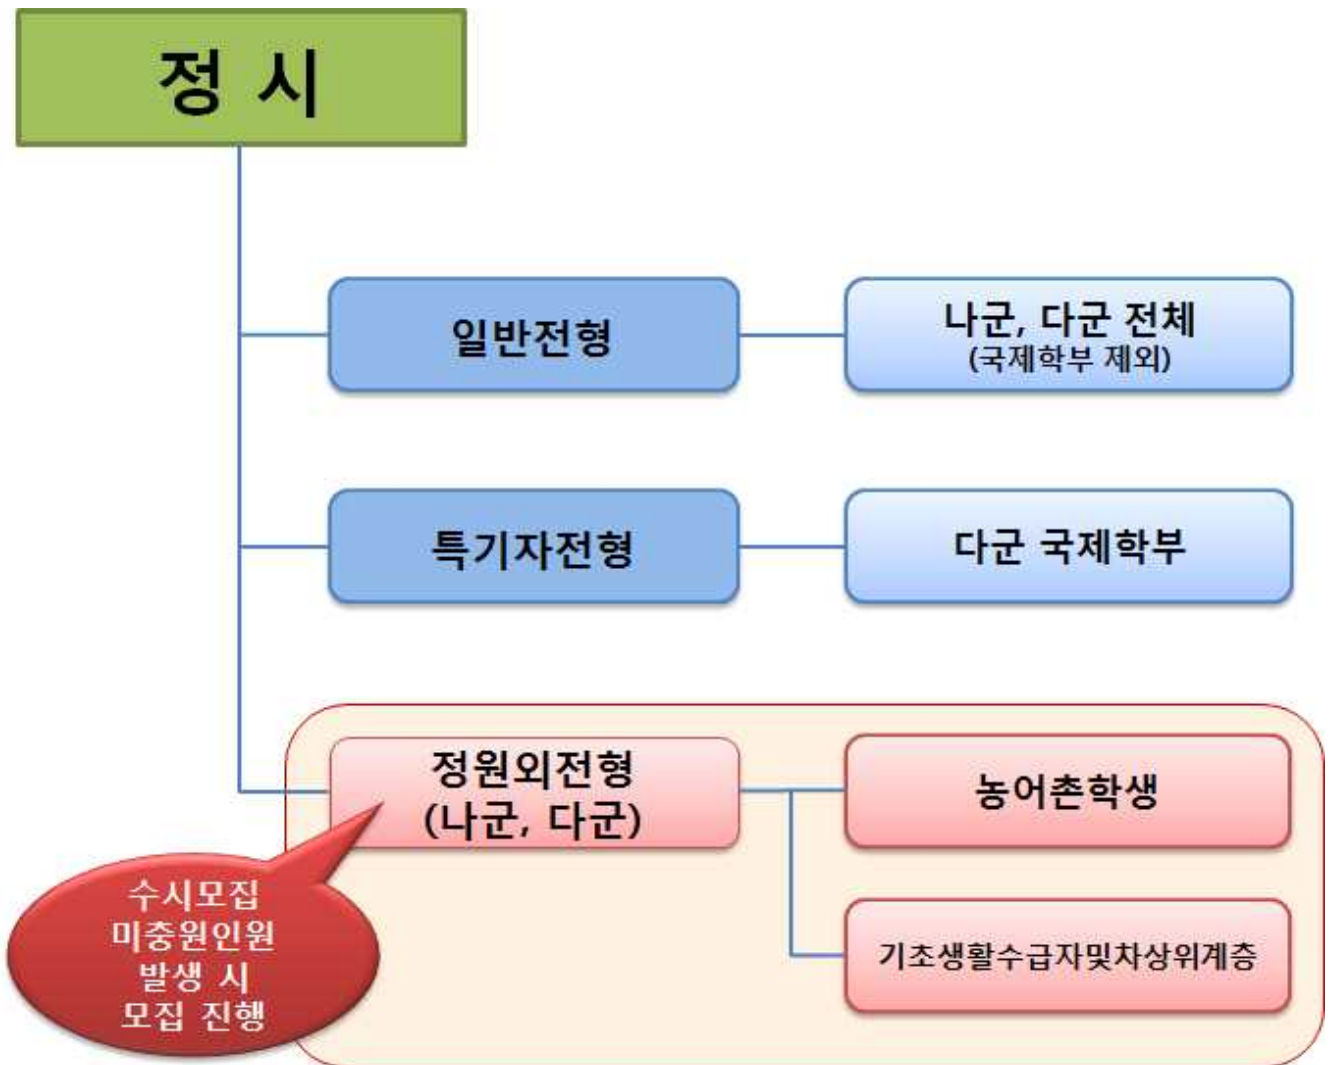 정 시
일반전형
나군, 다군 전체
(국제학부 제외)
특기자전형
다군 국제학부
정원외전형
(나군, 다군)
농어촌학생
기초생활수급자및차상위계층
수시모집
미충원인원
발생 시
모집 진행